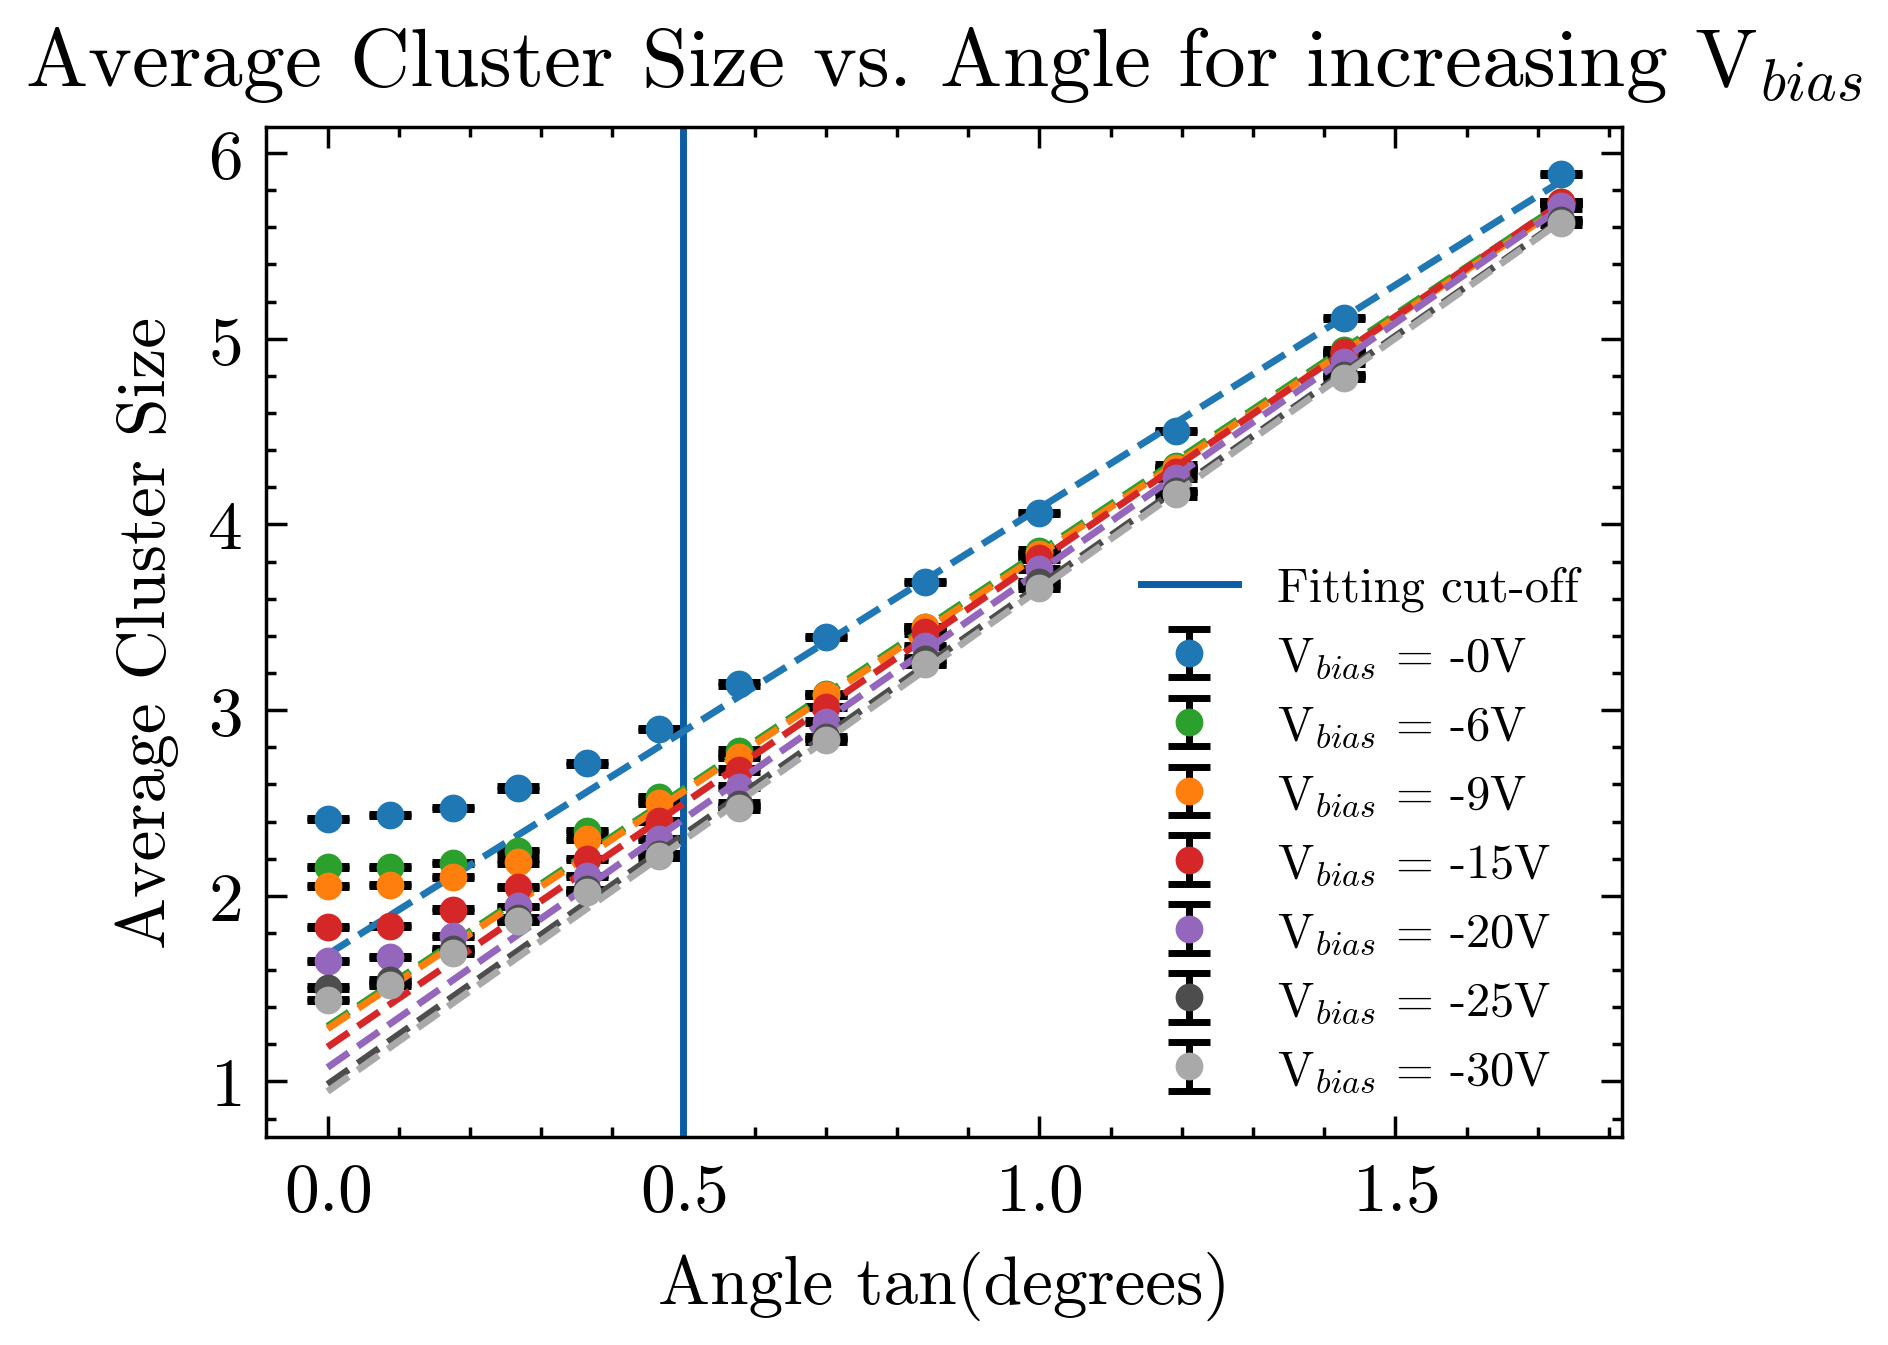 Average Cluster Size vs. Angle for increasing V_bias
6
5
4
3
2
1
Average Cluster Size
Fitting cut-off
V_bias = -0V
V_bias = -6V
V_bias = -9V
V_bias = -15V
V_bias = -20V
V_bias = -25V
V_bias = -30V
0.0 0.5 1.0 1.5
Angle tan(degrees)